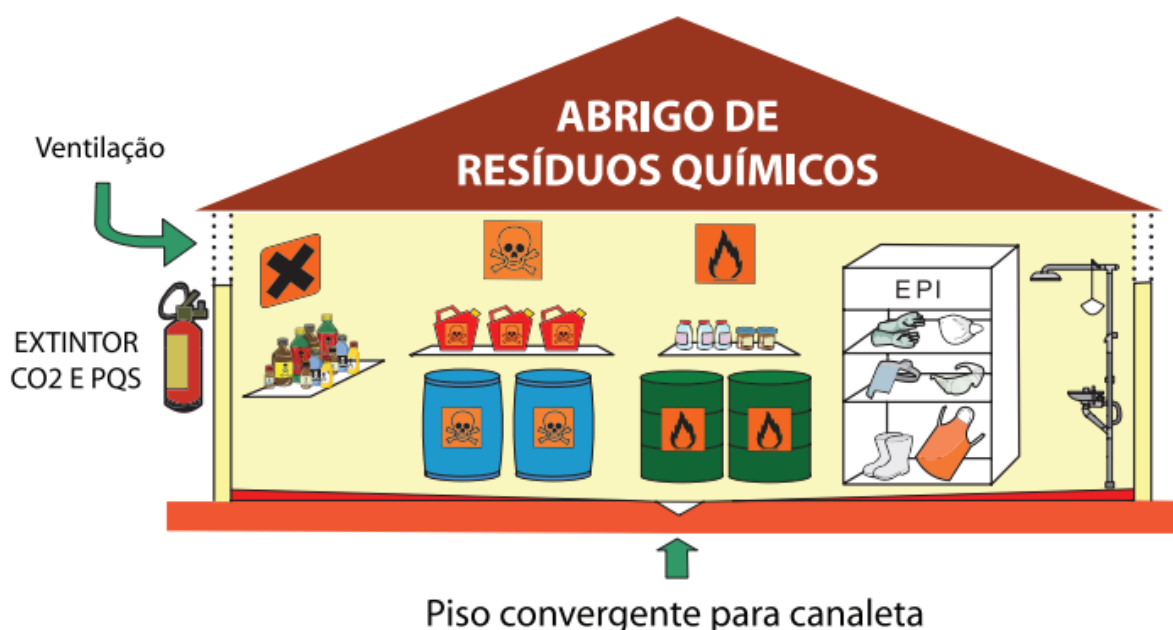 ABRIGO DE
RESÍDUOS QUÍMICOS
Ventilação
EXTINTOR
CO2 E PQS
EPI
Piso convergente para canaleta